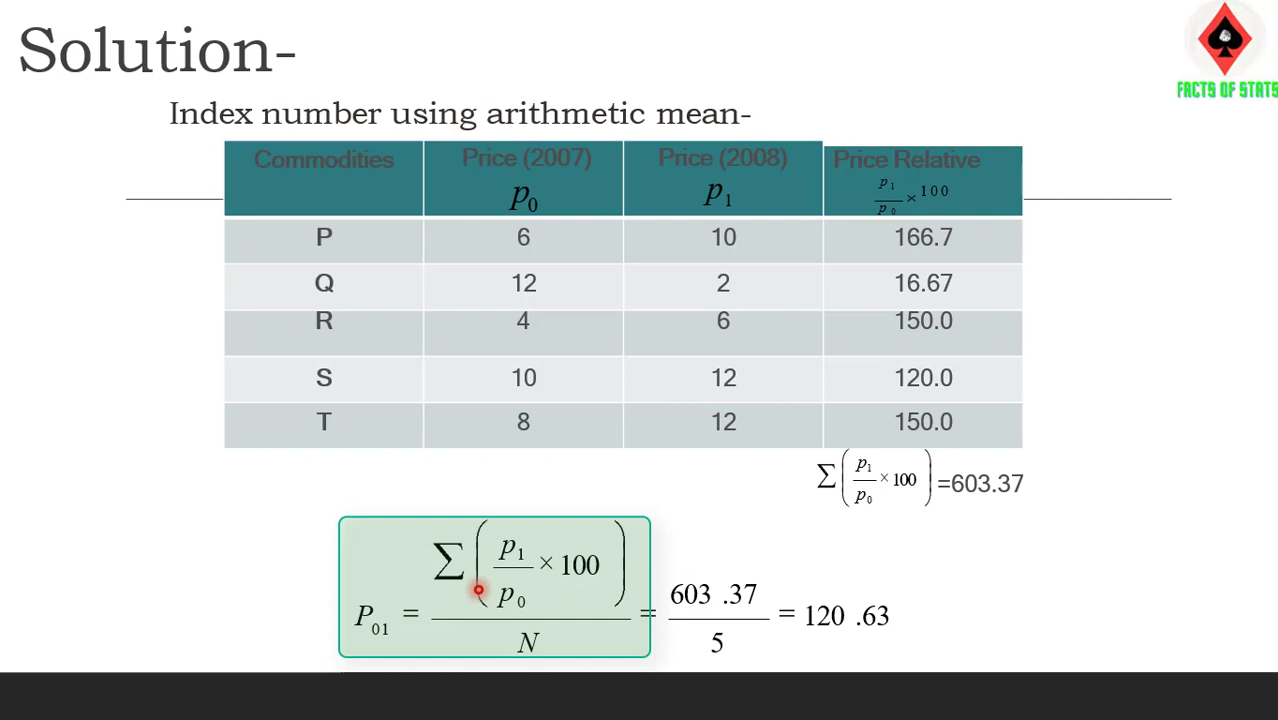 Solution-
FACTS OF STATS
Index number using arithmetic mean-
Commodities Price (2007) p₀ Price (2008) p₁ Price Relative p₁/p₀ × 100
P 6 10 166.7
Q 12 2 16.67
R 4 6 150.0
S 10 12 120.0
T 8 12 150.0
∑(p₁/p₀ × 100) =603.37
P₀₁ = ∑(p₁/p₀ × 100)/N = 603 .37/5 = 120 .63